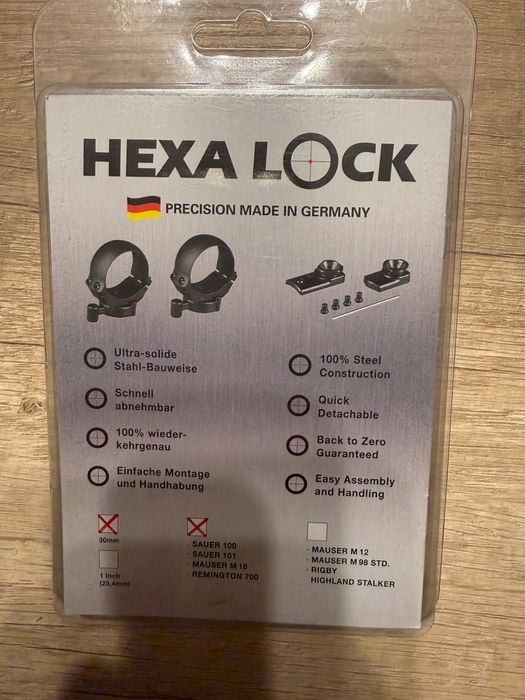 HEXA LOCK
PRECISION MADE IN GERMANY
Ultra-solide
Stahl-Bauweise
Schnell
abnehmbar
100% wieder-
kehrgenau
Einfache Montage
und Handhabung
100% Steel
Construction
Quick
Detachable
Back to Zero
Guaranteed
Easy Assembly
and Handling
30mm
1 Inch
(25,4mm)
· SAUER 100
· SAUER 101
· MAUSER M 18
· REMINGTON 700
· MAUSER M 12
· MAUSER M 98 STD.
· RIGBY
HIGHLAND STALKER